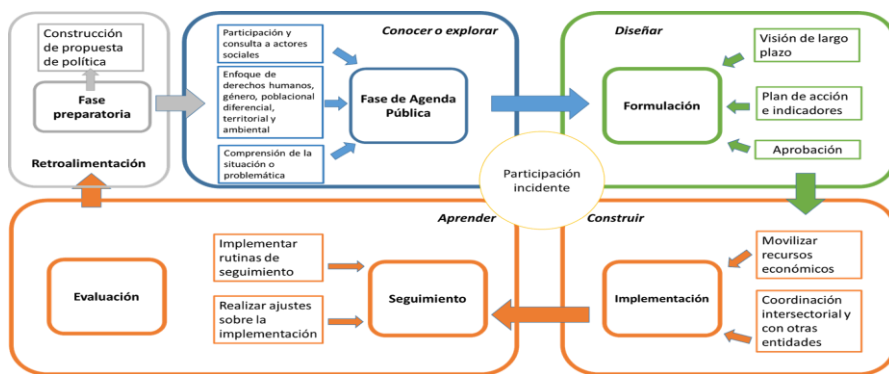 Construcción
de propuesta
de política
Fase
preparatoria
Retroalimentación
Conocer o explorar
Participación y
consulta a actores
sociales
Enfoque de
derechos humanos,
género, poblacional
diferencial,
territorial y
ambiental
Comprensión de la
situación o
problemática
Fase de Agenda
Pública
Diseñar
Formulación
Visión de largo
plazo
Plan de acción
e indicadores
Aprobación
Participación
incidente
Construir
Movilizar
recursos
económicos
Implementación
Coordinación
intersectorial y
con otras
entidades
Aprender
Implementar
rutinas de
seguimiento
Realizar ajustes
sobre la
implementación
Seguimiento
Evaluación